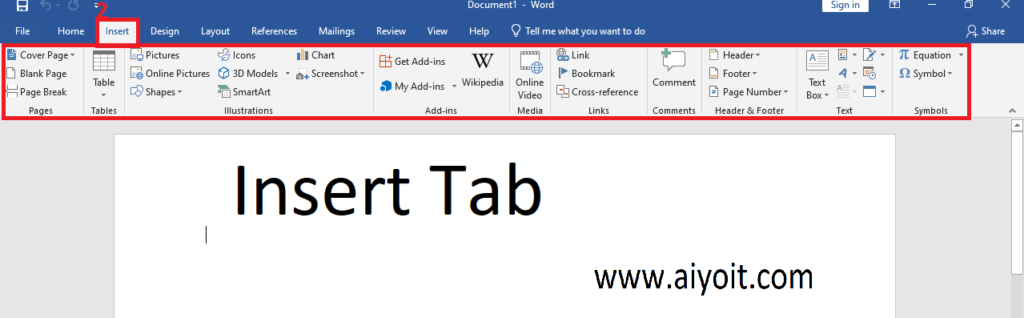 Document1 - Word
Sign in
2
File Home Insert Design Layout References Mailings Review View Help Tell me what you want to do Share
Cover Page Pictures Icons Chart Get Add-ins Link Header Equation
Blank Page Table Online Pictures 3D Models Screenshot My Add-ins Wikipedia Online Video Bookmark Comment Footer Text Box Symbol
Page Break Shapes SmartArt Cross-reference Page Number
Pages Tables Illustrations Add-ins Media Links Comments Header & Footer Text Symbols
Insert Tab
www.aiyoit.com